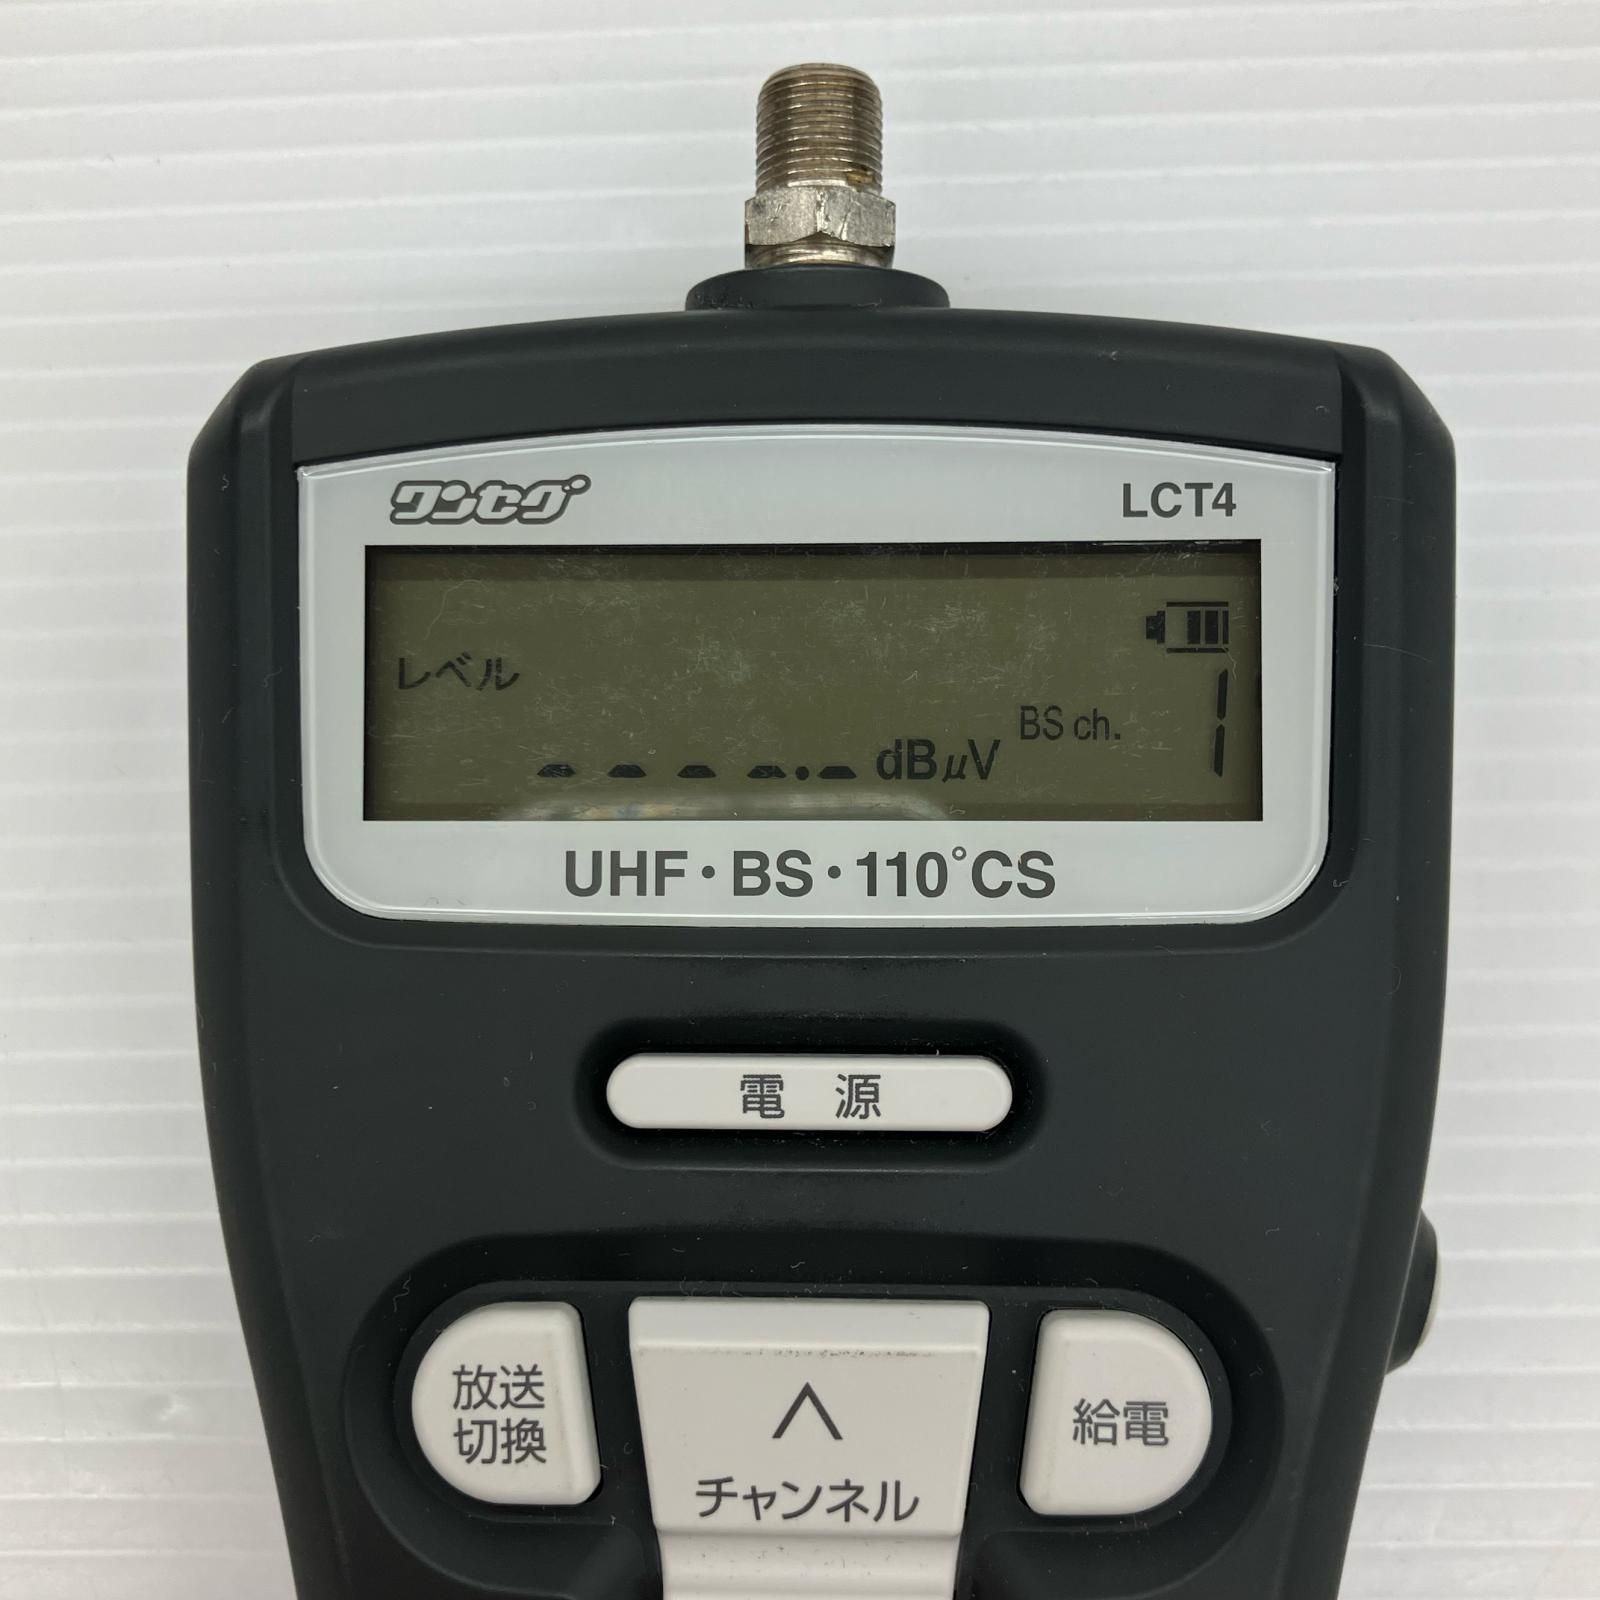 ワンセグ LCT4
レベル
----.- dBμV BS ch. 1
UHF・BS・110°CS
電 源
放送
切換
チャンネル
給電